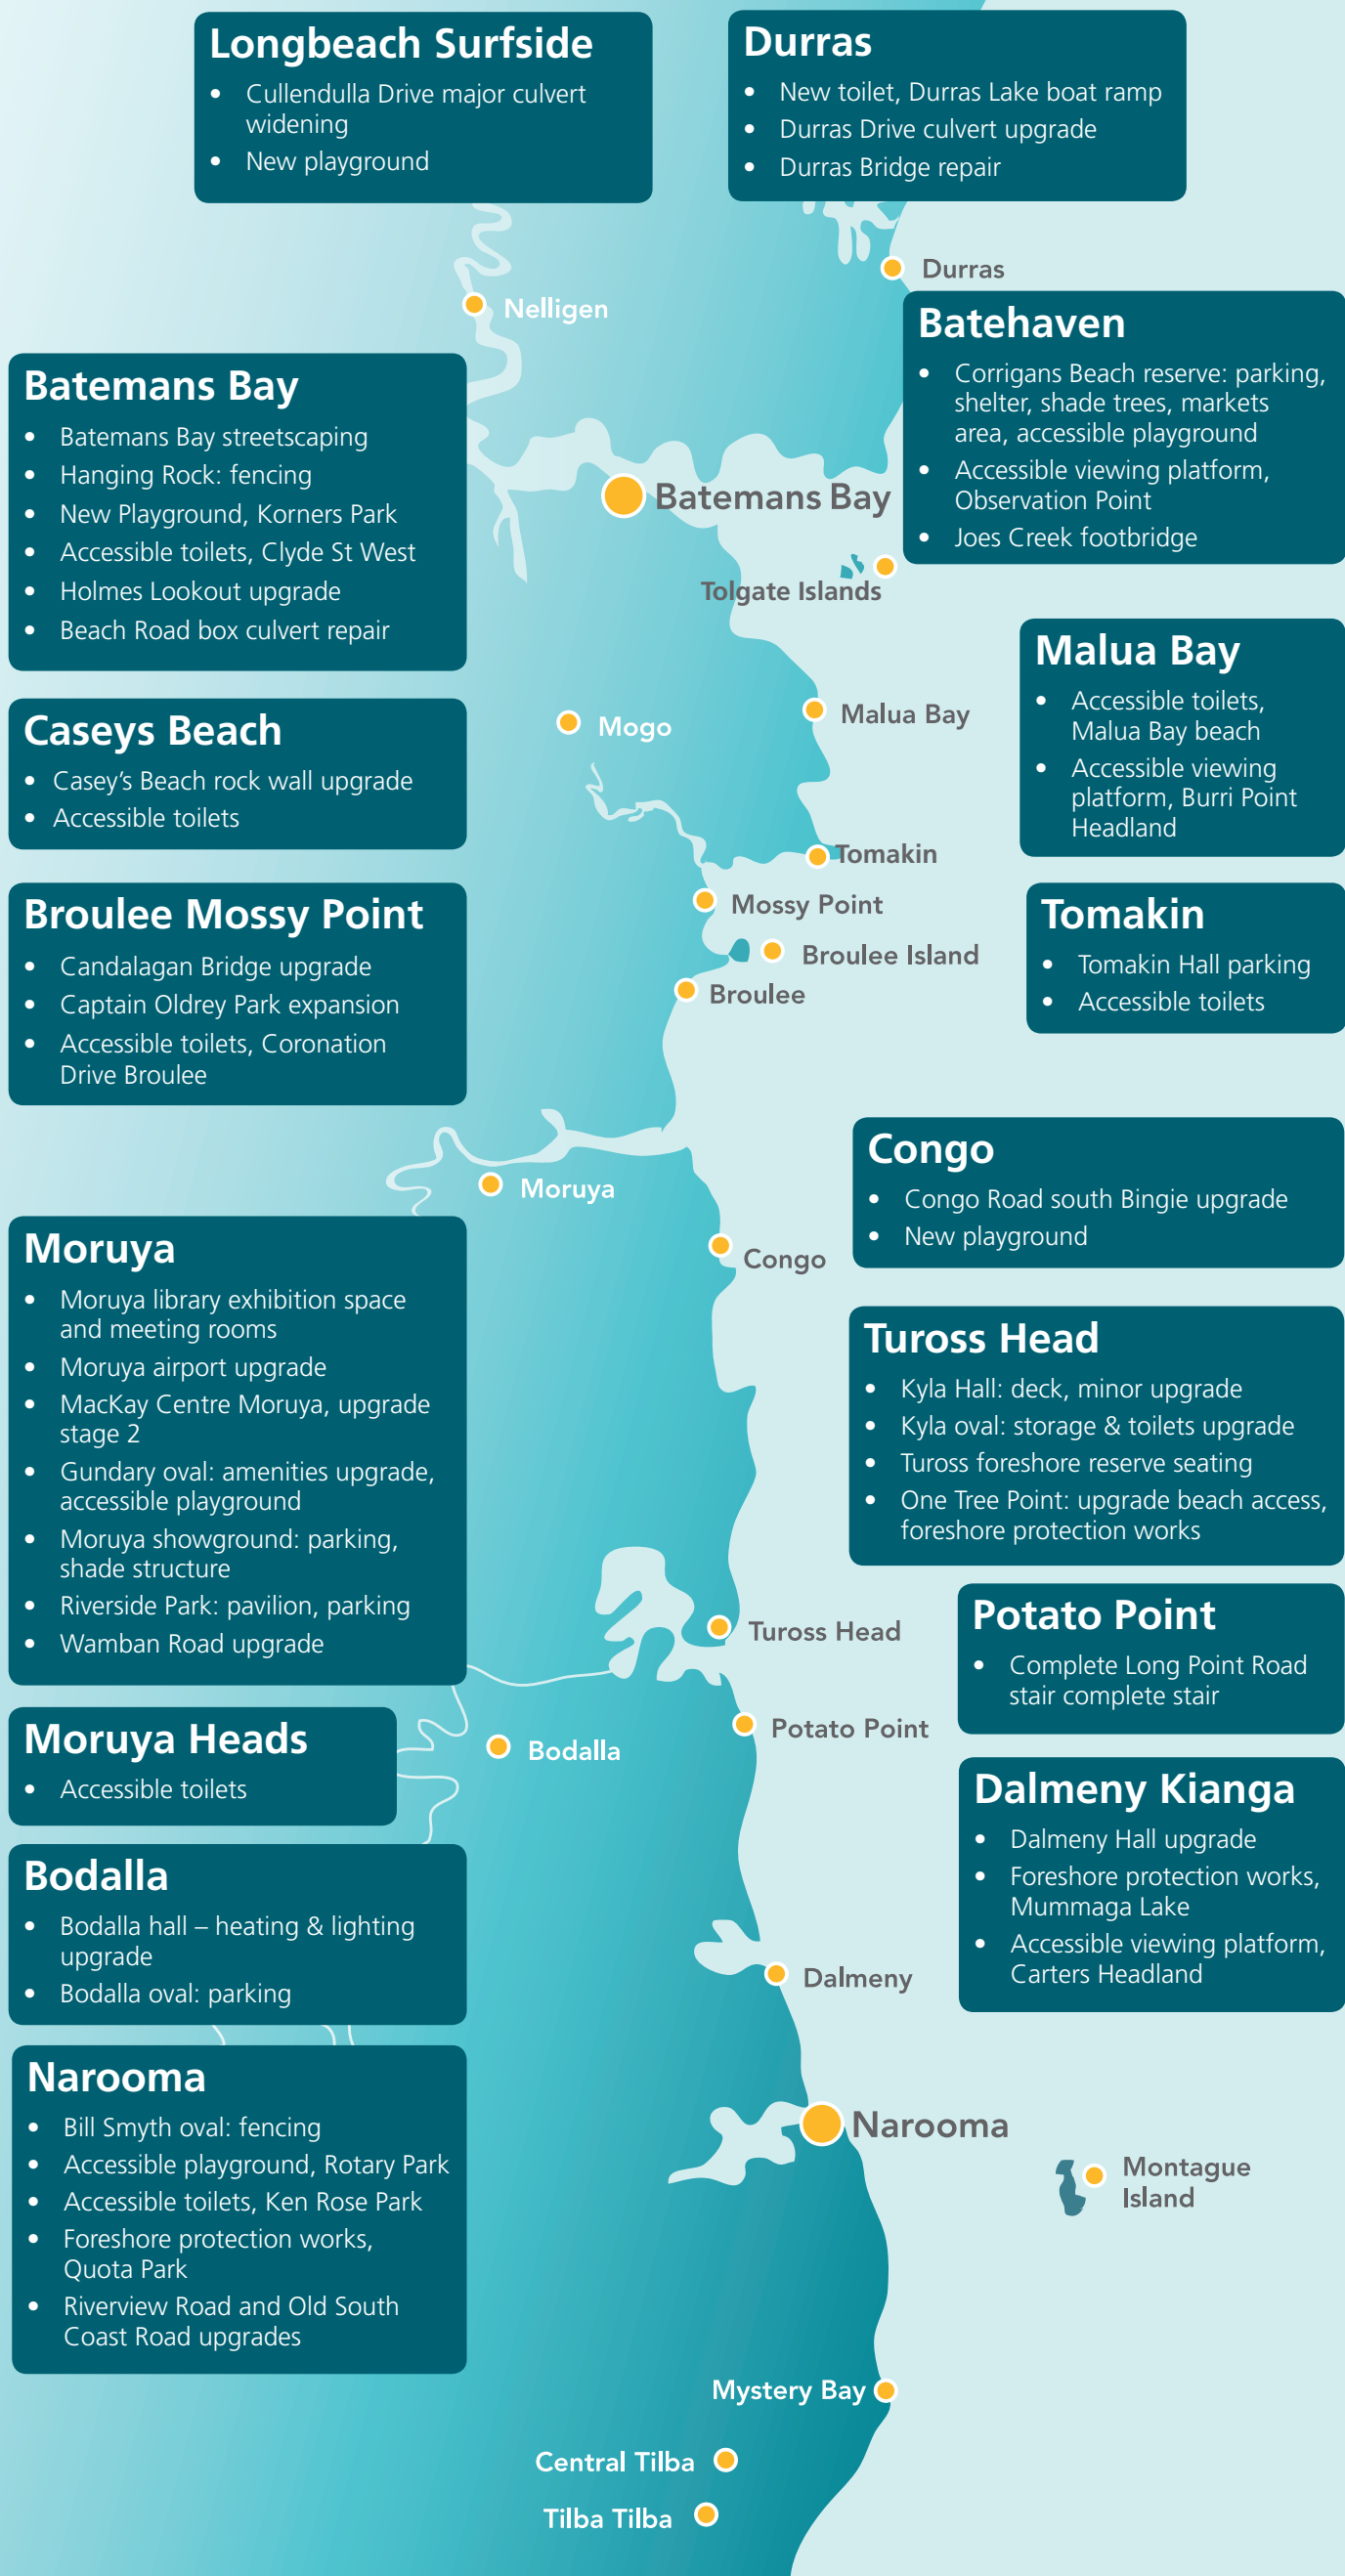 Longbeach Surfside
• Cullendulla Drive major culvert
widening
• New playground
Durras
• New toilet, Durras Lake boat ramp
• Durras Drive culvert upgrade
• Durras Bridge repair
Durras
Nelligen
Batehaven
• Corrigans Beach reserve: parking,
shelter, shade trees, markets
area, accessible playground
• Accessible viewing platform,
Observation Point
• Joes Creek footbridge
Batemans Bay
• Batemans Bay streetscaping
• Hanging Rock: fencing
• New Playground, Korners Park
• Accessible toilets, Clyde St West
• Holmes Lookout upgrade
• Beach Road box culvert repair
Batemans Bay
Tolgate Islands
Malua Bay
• Accessible toilets,
Malua Bay beach
• Accessible viewing
platform, Burri Point
Headland
Caseys Beach
• Casey’s Beach rock wall upgrade
• Accessible toilets
Mogo
Malua Bay
Tomakin
Mossy Point
Broulee Island
Broulee
Broulee Mossy Point
• Candalagan Bridge upgrade
• Captain Oldrey Park expansion
• Accessible toilets, Coronation
Drive Broulee
Tomakin
• Tomakin Hall parking
• Accessible toilets
Congo
• Congo Road south Bingie upgrade
• New playground
Moruya
Congo
Moruya
• Moruya library exhibition space
and meeting rooms
• Moruya airport upgrade
• MacKay Centre Moruya, upgrade
stage 2
• Gundary oval: amenities upgrade,
accessible playground
• Moruya showground: parking,
shade structure
• Riverside Park: pavilion, parking
• Wamban Road upgrade
Tuross Head
• Kyla Hall: deck, minor upgrade
• Kyla oval: storage & toilets upgrade
• Tuross foreshore reserve seating
• One Tree Point: upgrade beach access,
foreshore protection works
Tuross Head
Potato Point
• Complete Long Point Road
stair complete stair
Potato Point
Moruya Heads
• Accessible toilets
Bodalla
Dalmeny Kianga
• Dalmeny Hall upgrade
• Foreshore protection works,
Mummaga Lake
• Accessible viewing platform,
Carters Headland
Bodalla
• Bodalla hall – heating & lighting
upgrade
• Bodalla oval: parking
Dalmeny
Narooma
• Bill Smyth oval: fencing
• Accessible playground, Rotary Park
• Accessible toilets, Ken Rose Park
• Foreshore protection works,
Quota Park
• Riverview Road and Old South
Coast Road upgrades
Narooma
Montague
Island
Mystery Bay
Central Tilba
Tilba Tilba